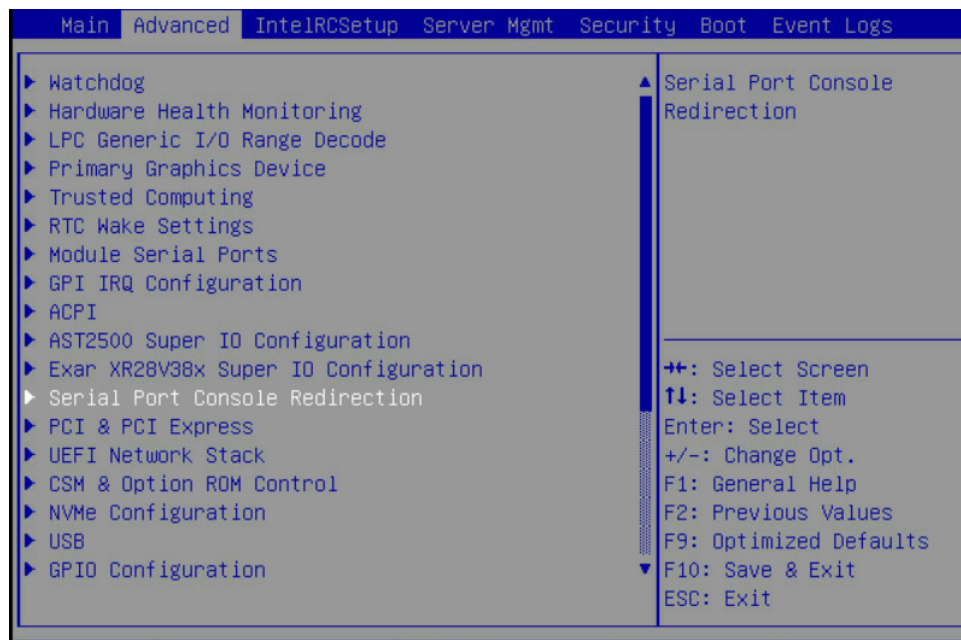 Main Advanced IntelRCSetup Server Mgmt Security Boot Event Logs
Watchdog
Hardware Health Monitoring
LPC Generic I/O Range Decode
Primary Graphics Device
Trusted Computing
RTC Wake Settings
Module Serial Ports
GPI IRQ Configuration
ACPI
AST2500 Super IO Configuration
Exar XR28V38x Super IO Configuration
Serial Port Console Redirection
PCI & PCI Express
UEFI Network Stack
CSM & Option ROM Control
NVMe Configuration
USB
GPIO Configuration
Serial Port Console
Redirection
→←: Select Screen
↑↓: Select Item
Enter: Select
+/-: Change Opt.
F1: General Help
F2: Previous Values
F9: Optimized Defaults
F10: Save & Exit
ESC: Exit